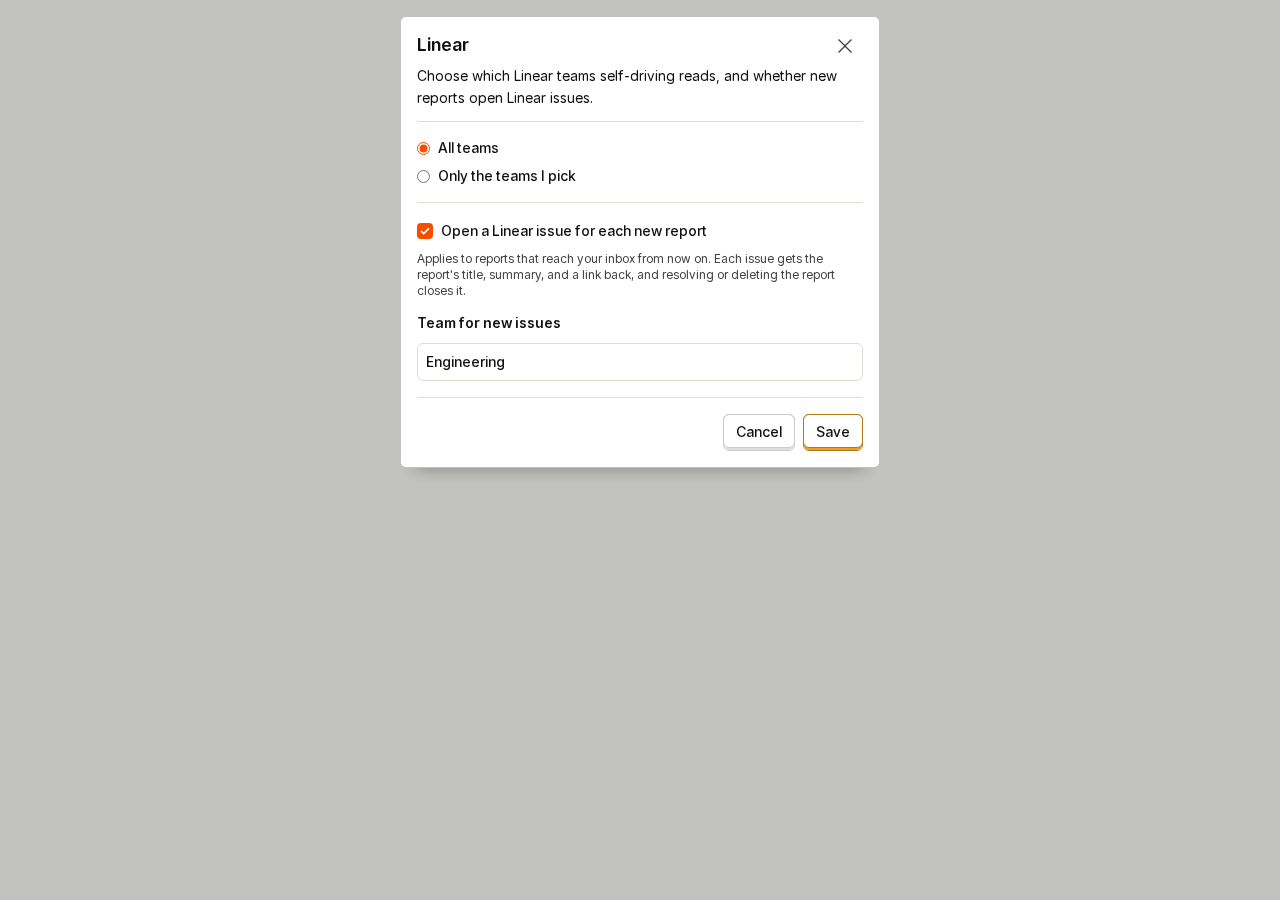 Linear
Choose which Linear teams self-driving reads, and whether new
reports open Linear issues.
All teams
Only the teams I pick
Open a Linear issue for each new report
Applies to reports that reach your inbox from now on. Each issue gets the
report's title, summary, and a link back, and resolving or deleting the report
closes it.
Team for new issues
Engineering
Cancel
Save